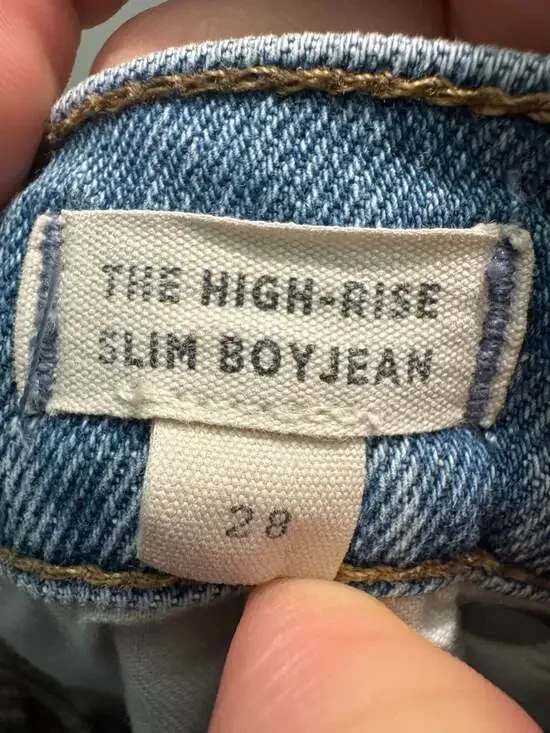 THE HIGH-RISE
SLIM BOYJEAN
28